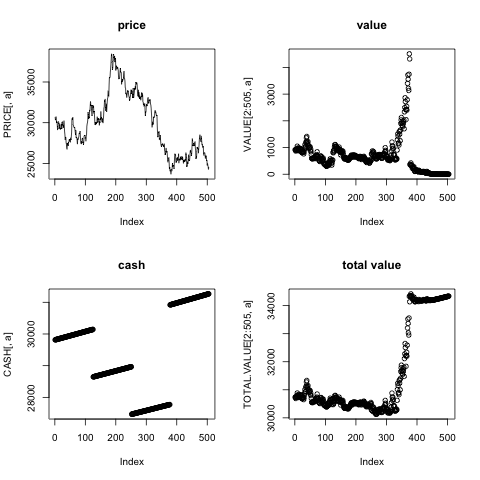 price
PRICE[, a]
25000 30000 35000
0 100 200 300 400 500
Index
value
VALUE[2:505, a]
0 1000 3000
0 100 200 300 400 500
Index
cash
CASH[, a]
28000 30000
0 100 200 300 400 500
Index
total value
TOTAL.VALUE[2:505, a]
30000 32000 34000
0 100 200 300 400 500
Index